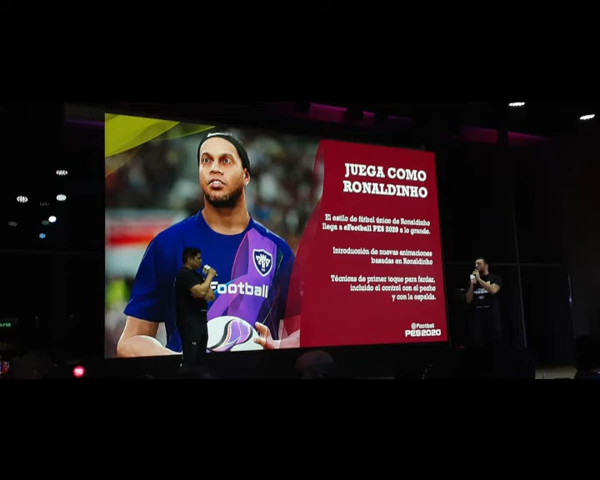 JUEGA COMO
RONALDINHO
El estilo de fútbol único de Ronaldinho
llega a eFootball PES 2020 a lo grande.
Introducción de nuevas animaciones
basadas en Ronaldinho
Técnicas de primer toque para fardar,
incluido el control con el pecho
y con la espalda.
eFootball
PES2020
Football